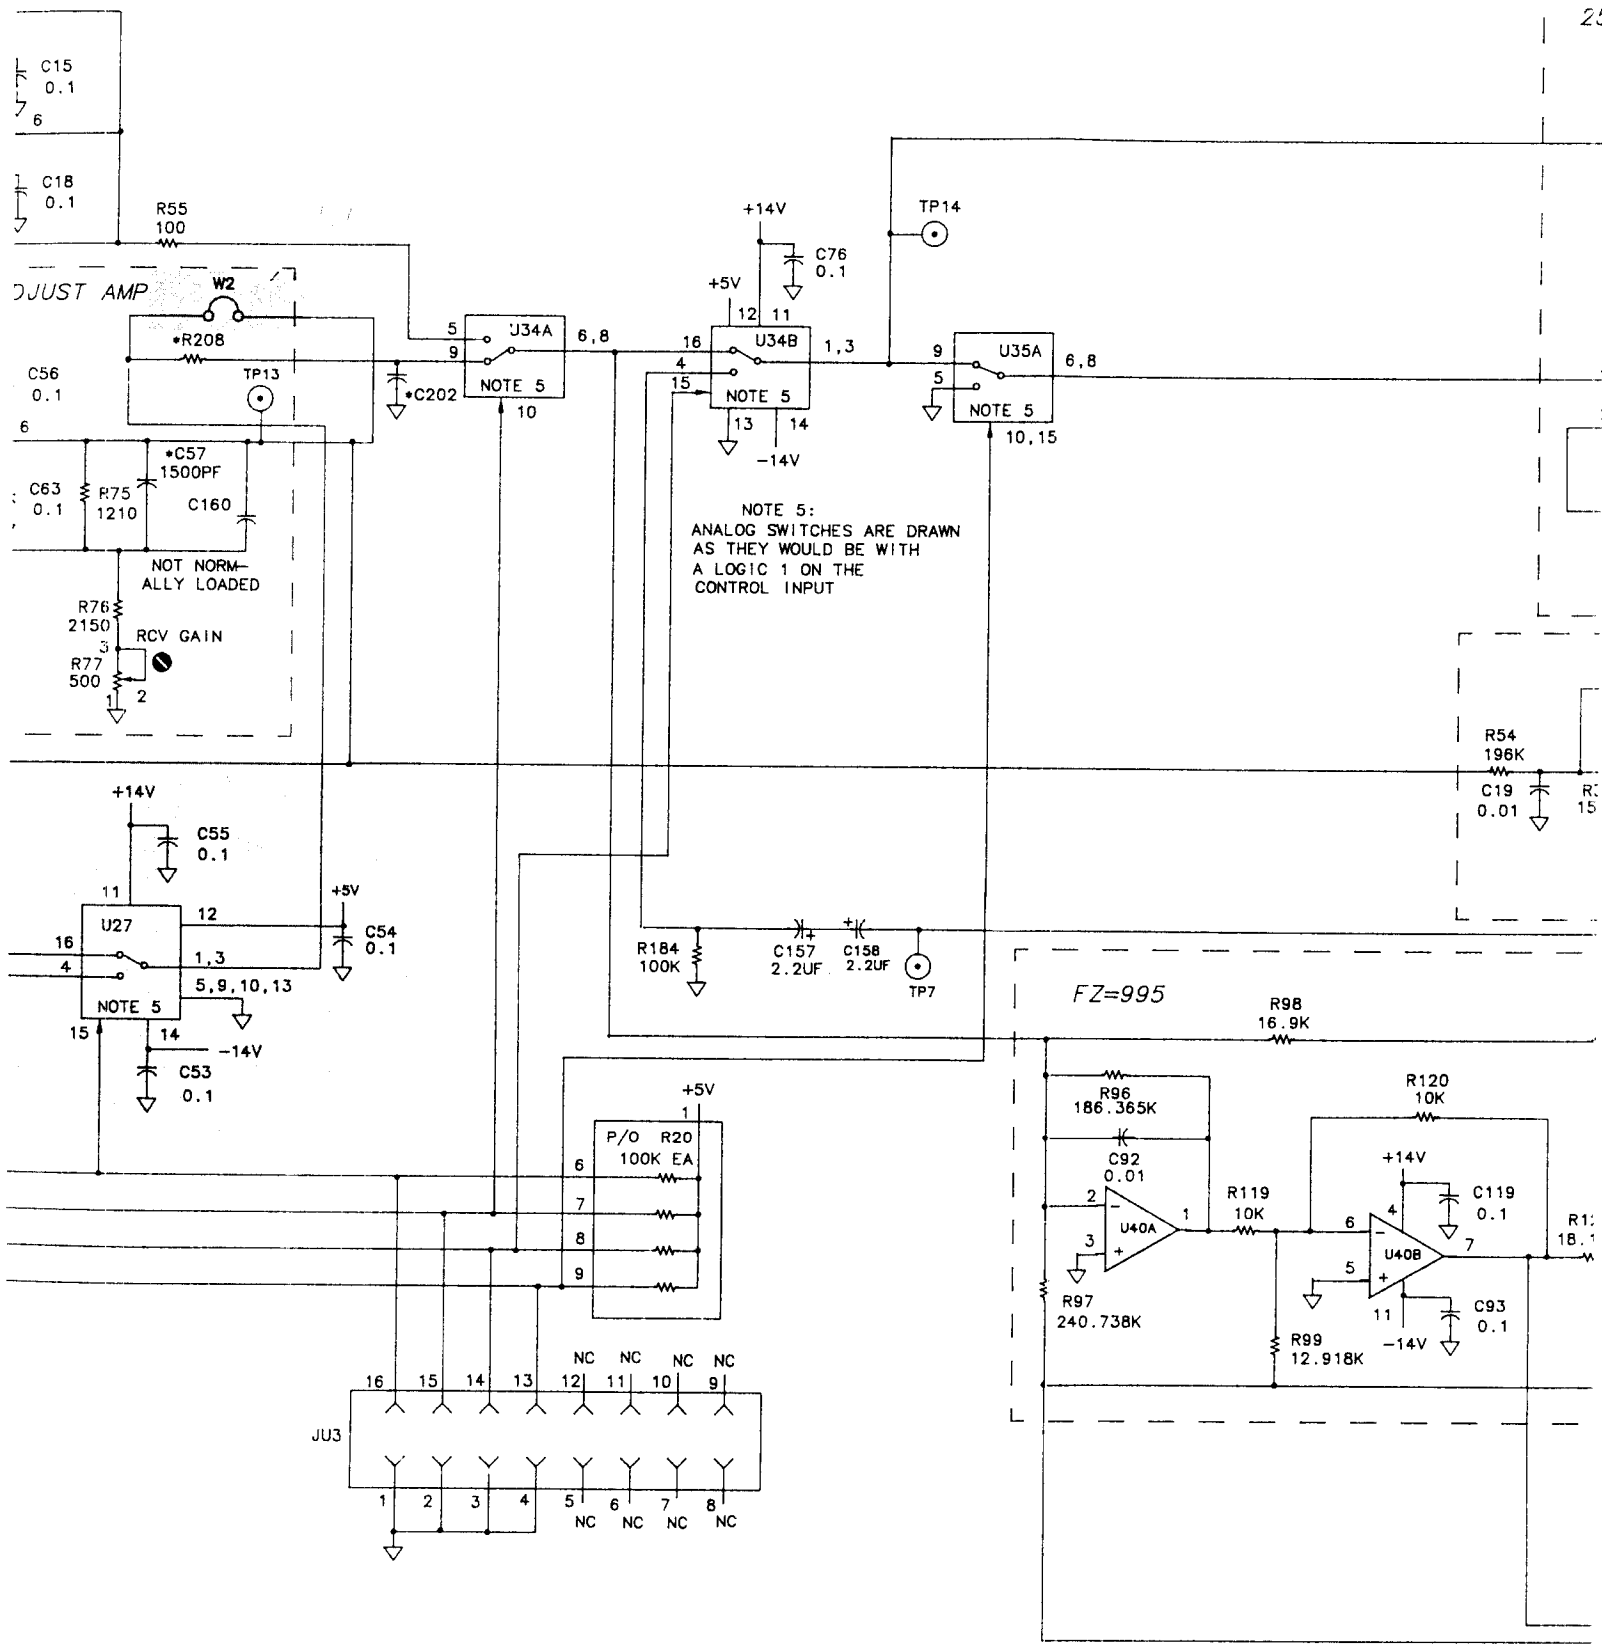 25
C15
0.1
6
C18
0.1
R55
100
+14V
TP14
C76
0.1
+5V
DJUST AMP
W2
12 11
5
U34A
6,8
*R208
9
16
U34B
1,3
4
9
U35A
6,8
C56
0.1
TP13
*C202
NOTE 5
10
15
NOTE 5
5
NOTE 5
13
14
10,15
6
*C57
1500PF
-14V
C63
0.1
R75
1210
C160
NOTE 5:
ANALOG SWITCHES ARE DRAWN
AS THEY WOULD BE WITH
A LOGIC 1 ON THE
CONTROL INPUT
NOT NORM-
ALLY LOADED
R76
2150
3
RCV GAIN
R77
500
1
2
R54
196K
C19
0.01
15
+14V
C55
0.1
11
+5V
U27
12
C54
0.1
16
4
1,3
5,9,10,13
NOTE 5
15
14
-14V
C53
0.1
R184
100K
+
C157
2.2UF
+
C158
2.2UF
TP7
FZ=995
R98
16.9K
+5V
1
P/O R20
100K EA
6
7
8
9
R96
186.365K
C92
0.01
R120
10K
+14V
2
-
U40A
1
3
+
R119
10K
6
-
4
C119
0.1
U40B
7
5
+
18.1
R97
240.738K
11
-14V
C93
0.1
R99
12.918K
NC NC NC NC
16 15 14 13 12 11 10 9
JU3
1 2 3 4 5 6 7 8
NC NC NC NC